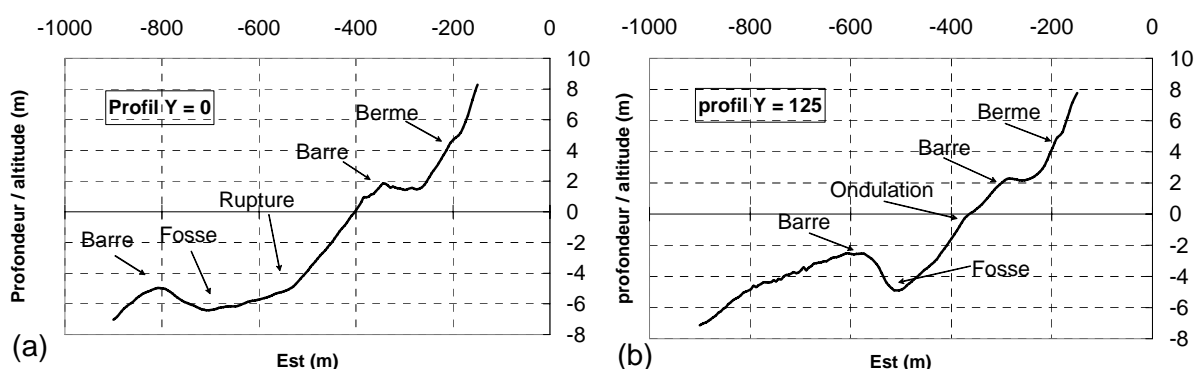 -1000 -800 -600 -400 -200 0
10
8
6
4
2
0
-2
-4
-6
-8
Profondeur / altitude (m)
Profil Y = 0
Berme
Barre
Rupture
Barre
Fosse
(a)
Est (m)
-1000 -800 -600 -400 -200 0
10
8
6
4
2
0
-2
-4
-6
-8
profondeur / altitude (m)
profil Y = 125
Berme
Barre
Ondulation
Barre
Fosse
(b)
Est (m)